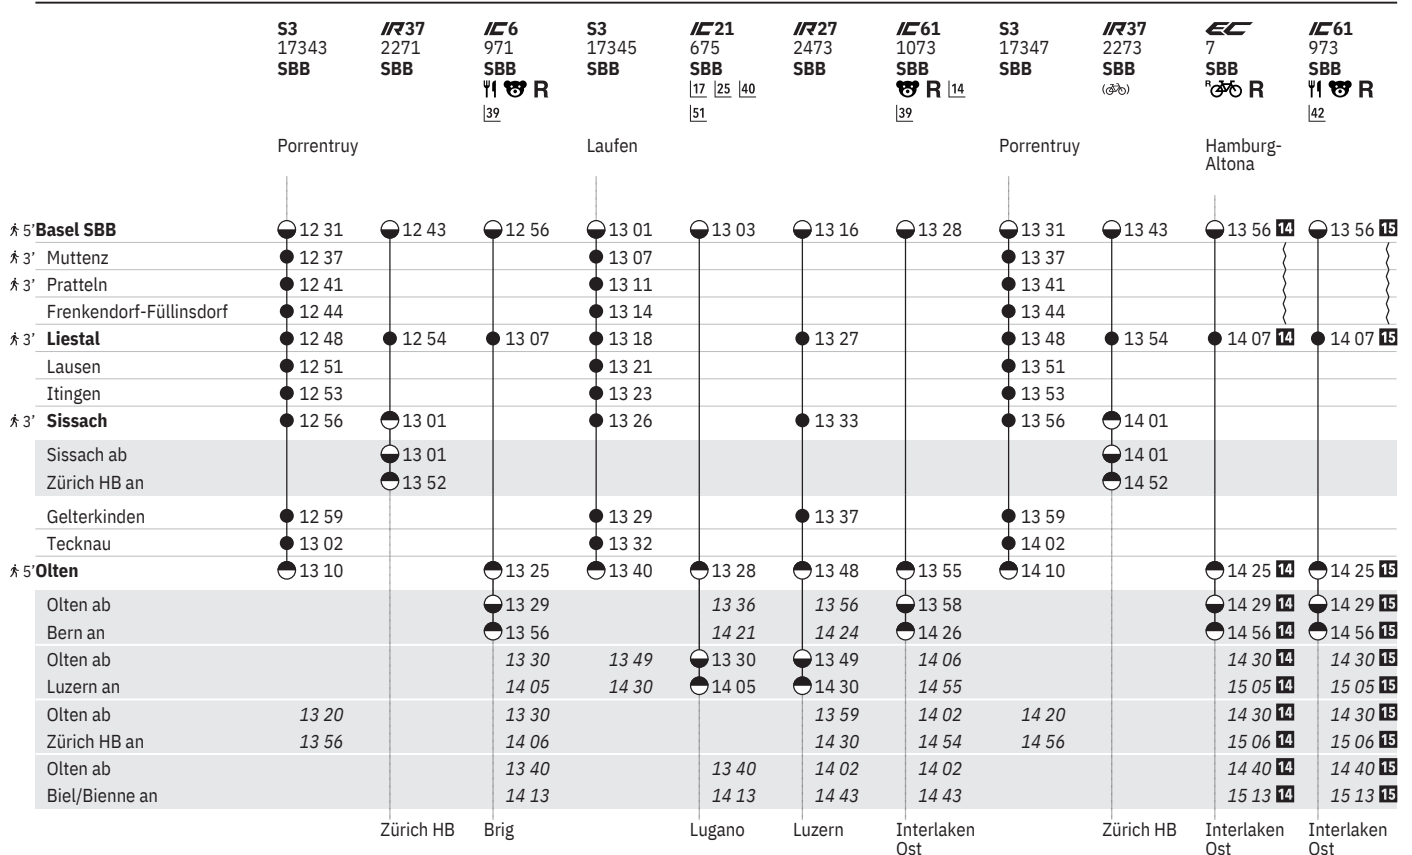 S3 IR37 IC6 S3 IC21 IR27 IC61 S3 IR37 EC IC61
17343 2271 971 17345 675 2473 1073 17347 2273 7 973
SBB SBB SBB SBB SBB SBB SBB SBB SBB SBB SBB
R 17 25 40 R 14 R R R
39 51 39 42
Porrentruy Laufen Porrentruy Hamburg-
Altona
5' Basel SBB 12 31 12 43 12 56 13 01 13 03 13 16 13 28 13 31 13 43 13 56 14 13 56 15
3' Muttenz 12 37 13 07 13 37
3' Pratteln 12 41 13 11 13 41
Frenkendorf-Füllinsdorf 12 44 13 14 13 44
3' Liestal 12 48 12 54 13 07 13 18 13 27 13 48 13 54 14 07 14 14 07 15
Lausen 12 51 13 21 13 51
Itingen 12 53 13 23 13 53
3' Sissach 12 56 13 01 13 26 13 33 13 56 14 01
Sissach ab 13 01 14 01
Zürich HB an 13 52 14 52
Gelterkinden 12 59 13 29 13 37 13 59
Tecknau 13 02 13 32 14 02
5' Olten 13 10 13 25 13 40 13 28 13 48 13 55 14 10 14 25 14 14 25 15
Olten ab 13 29 13 36 13 56 13 58 14 29 14 14 29 15
Bern an 13 56 14 21 14 24 14 26 14 56 14 14 56 15
Olten ab 13 30 13 49 13 30 13 49 14 06 14 30 14 14 30 15
Luzern an 14 05 14 30 14 05 14 30 14 55 15 05 14 15 05 15
Olten ab 13 20 13 30 13 59 14 02 14 20 14 30 14 14 30 15
Zürich HB an 13 56 14 06 14 30 14 54 14 56 15 06 14 15 06 15
Olten ab 13 40 13 40 14 02 14 02 14 40 14 14 40 15
Biel/Bienne an 14 13 14 13 14 43 14 43 15 13 14 15 13 15
Zürich HB Brig Lugano Luzern Interlaken Zürich HB Interlaken Interlaken
Ost Ost Ost